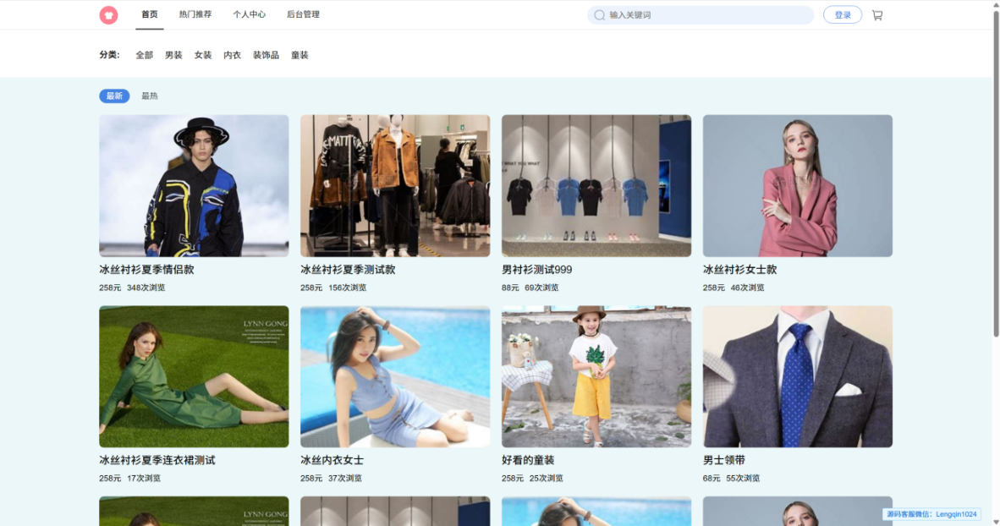 首页 热门推荐 个人中心 后台管理 输入关键词 登录
分类: 全部 男装 女装 内衣 装饰品 童装
最新 最热
MATT
WHAT YOU WHAT
冰丝衬衫夏季情侣款 冰丝衬衫夏季测试款 男衬衫测试999 冰丝衬衫女士款
258元 348次浏览 258元 156次浏览 88元 69次浏览 258元 46次浏览
LYNN GONG
冰丝衬衫夏季连衣裙测试 冰丝内衣女士 好看的童装 男士领带
258元 17次浏览 258元 37次浏览 258元 25次浏览 68元 55次浏览
LYNN GONG
源码客服微信: Lengqin1024